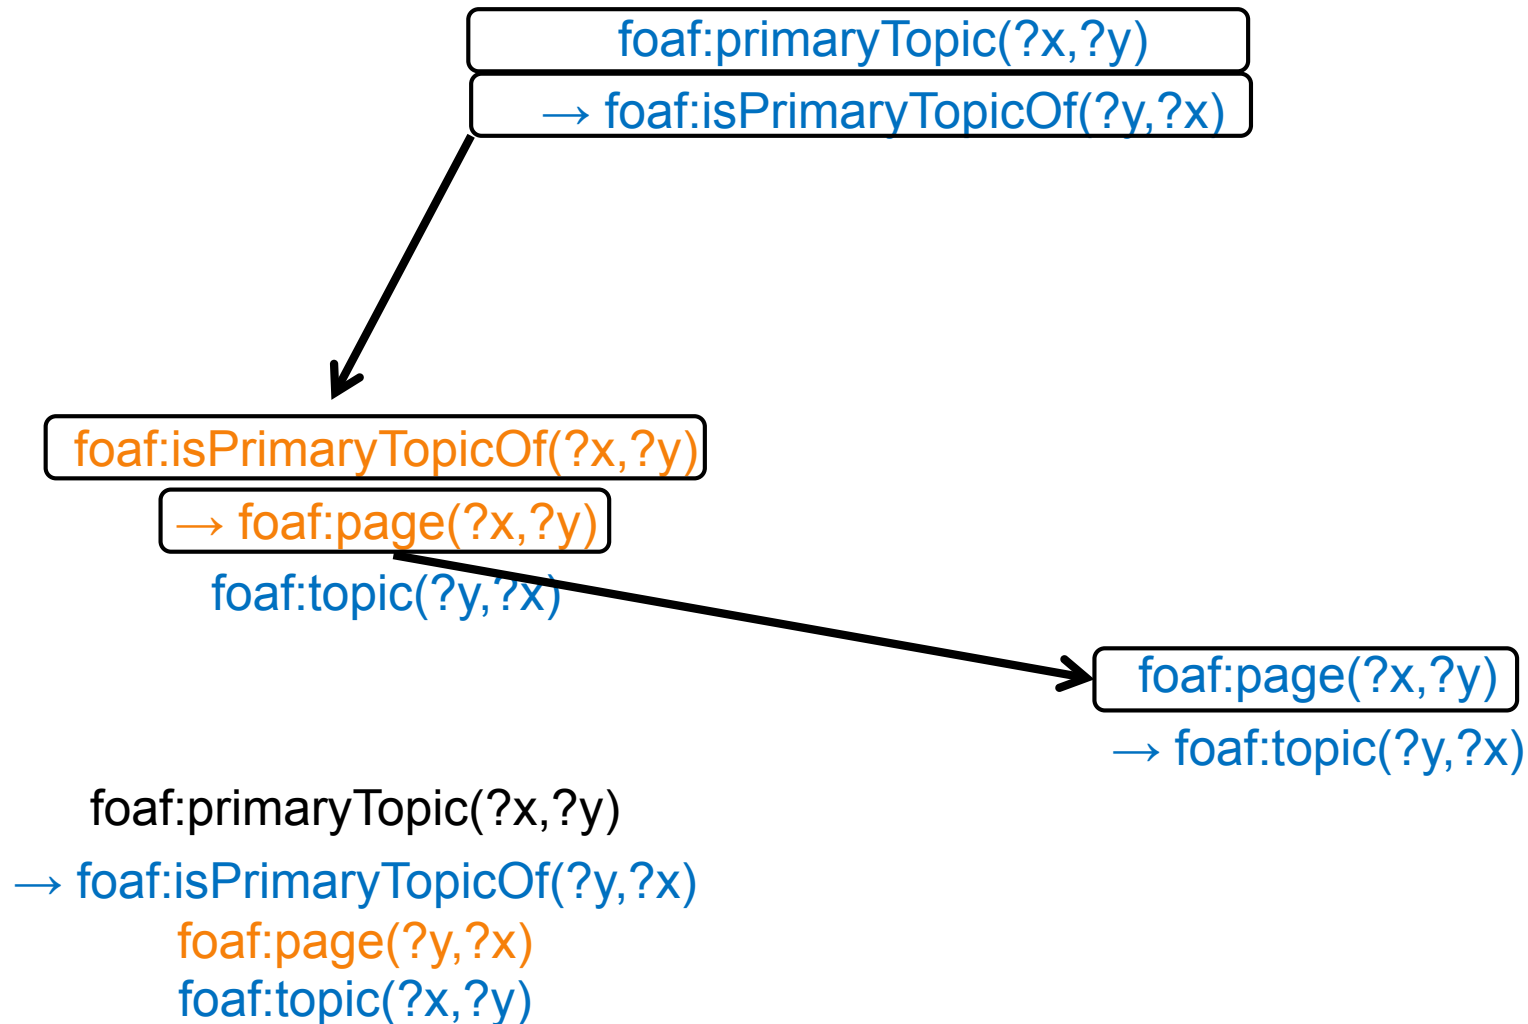 foaf:primaryTopic(?x,?y)
→ foaf:isPrimaryTopicOf(?y,?x)
foaf:isPrimaryTopicOf(?x,?y)
→ foaf:page(?x,?y)
foaf:topic(?y,?x)
foaf:page(?x,?y)
→ foaf:topic(?y,?x)
foaf:primaryTopic(?x,?y)
→ foaf:isPrimaryTopicOf(?y,?x)
foaf:page(?y,?x)
foaf:topic(?x,?y)